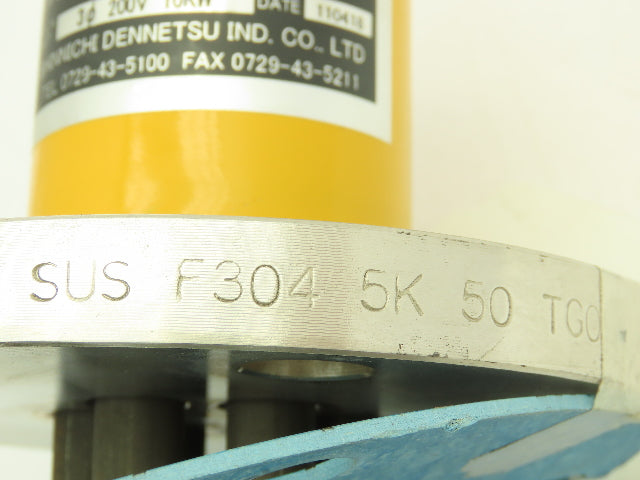 3φ 200V 10KW DATE 110418
NICHI DENNETSU IND. CO., LTD
TEL 0729-43-5100 FAX 0729-43-5211
SUS F304 5K 50 TGO